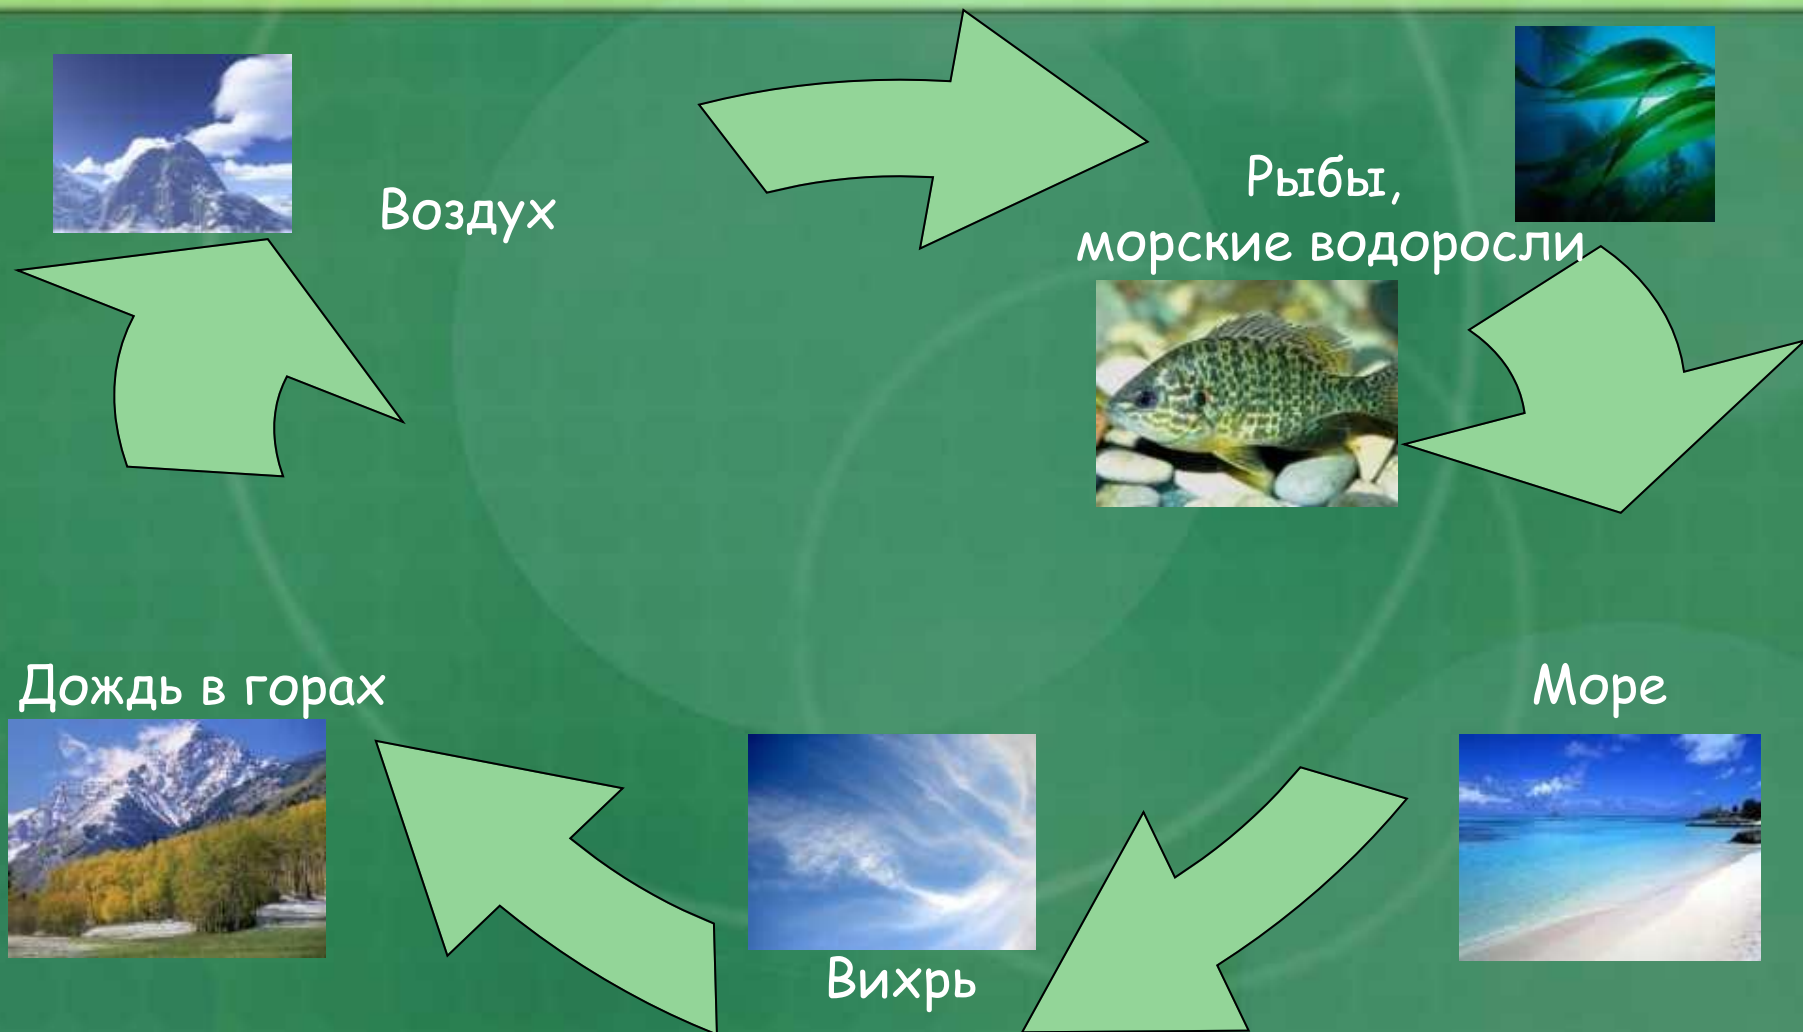 Воздух
Рыбы,
морские водоросли
Дождь в горах
Море
Вихрь